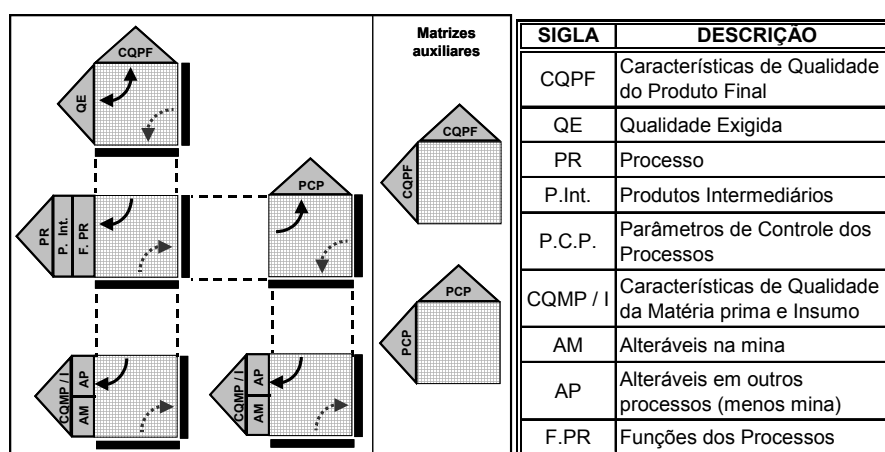 CQPF
QE
PR
P. Int.
F. PR
PCP
CQMP / I
AP
AM
CQMP / I
AP
AM
Matrizes
auxiliares
CQPF
CQPF
PCP
PCP
SIGLA DESCRIÇÃO
CQPF Características de Qualidade
do Produto Final
QE Qualidade Exigida
PR Processo
P.Int. Produtos Intermediários
P.C.P. Parâmetros de Controle dos
Processos
CQMP / I Características de Qualidade
da Matéria prima e Insumo
AM Alteráveis na mina
AP Alteráveis em outros
processos (menos mina)
F.PR Funções dos Processos